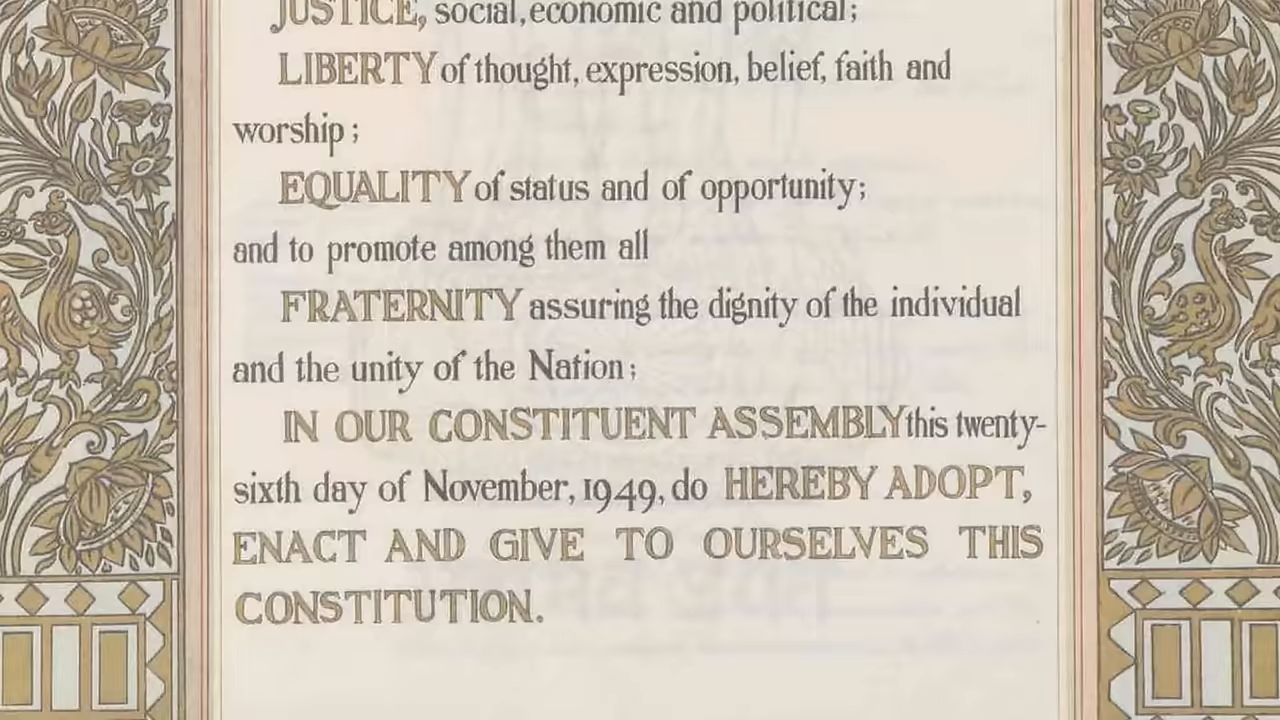 JUSTICE, social, economic and political;
LIBERTY of thought, expression, belief, faith and
worship;
EQUALITY of status and of opportunity;
and to promote among them all
FRATERNITY assuring the dignity of the individual
and the unity of the Nation;
IN OUR CONSTITUENT ASSEMBLY this twenty-
sixth day of November, 1949, do HEREBY ADOPT,
ENACT AND GIVE TO OURSELVES THIS
CONSTITUTION.